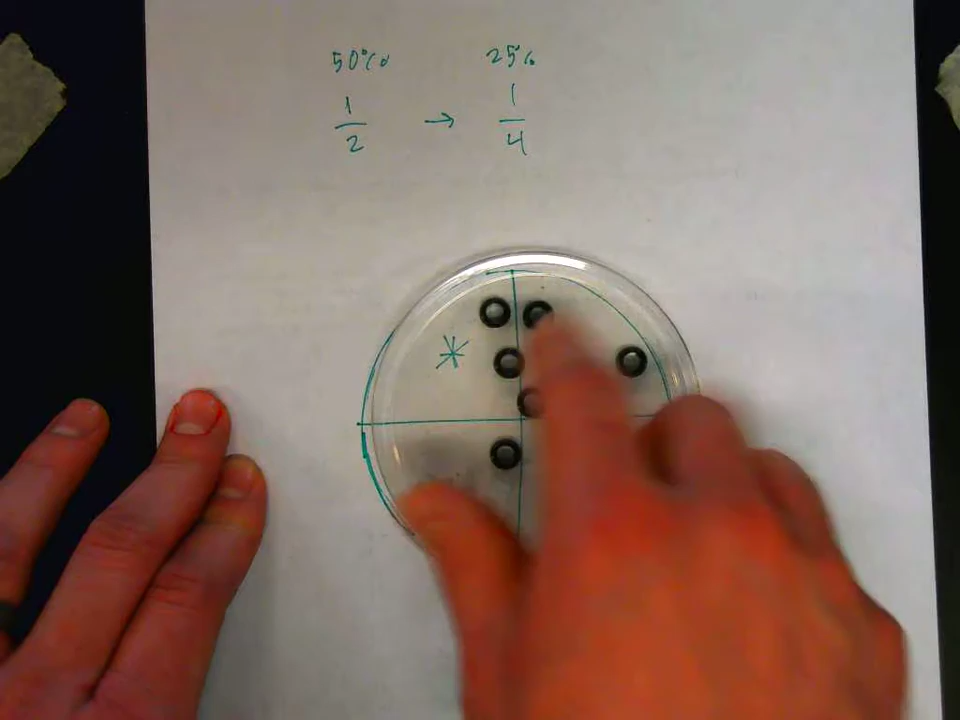 50% 25%
1/2 → 1/4
*